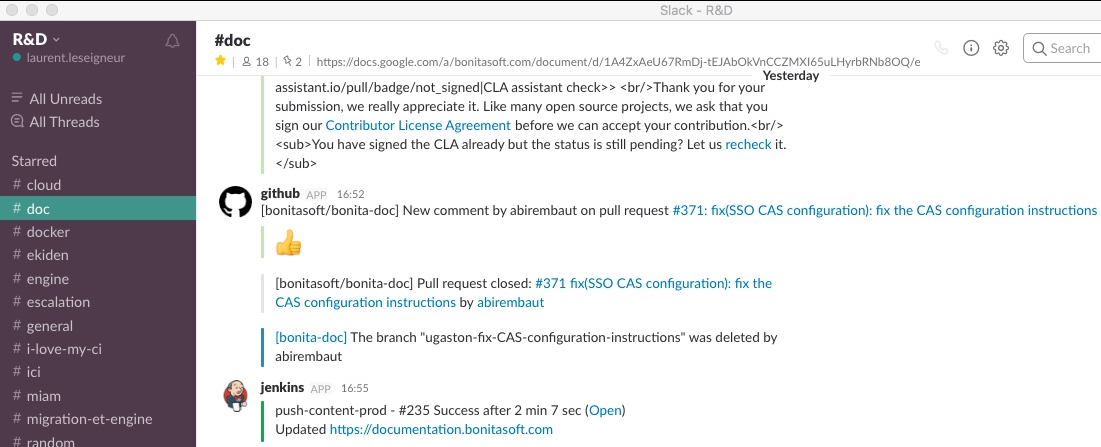 Slack - R&D
R&D
laurent.leseigneur
All Unreads
All Threads
Starred
# cloud
# doc
# docker
# ekiden
# engine
# escalation
# general
# i-love-my-ci
# ici
# miam
# migration-et-engine
# random
#doc
18 | 2 | https://docs.google.com/a/bonitasoft.com/document/d/1A4ZxAeU67RmDj-tEJAbOkVnCCZMXI65uLHyrbRNb8OQ/e
Search
Yesterday
assistant.io/pull/badge/not_signed|CLA assistant check>> <br/>Thank you for your
submission, we really appreciate it. Like many open source projects, we ask that you
sign our Contributor License Agreement before we can accept your contribution.<br/>
<sub>You have signed the CLA already but the status is still pending? Let us recheck it.
</sub>
github APP 16:52
[bonitasoft/bonita-doc] New comment by abirembaut on pull request #371: fix(SSO CAS configuration): fix the CAS configuration instructions
[bonitasoft/bonita-doc] Pull request closed: #371 fix(SSO CAS configuration): fix the
CAS configuration instructions by abirembaut
[bonita-doc] The branch "ugaston-fix-CAS-configuration-instructions" was deleted by
abirembaut
jenkins APP 16:55
push-content-prod - #235 Success after 2 min 7 sec (Open)
Updated https://documentation.bonitasoft.com